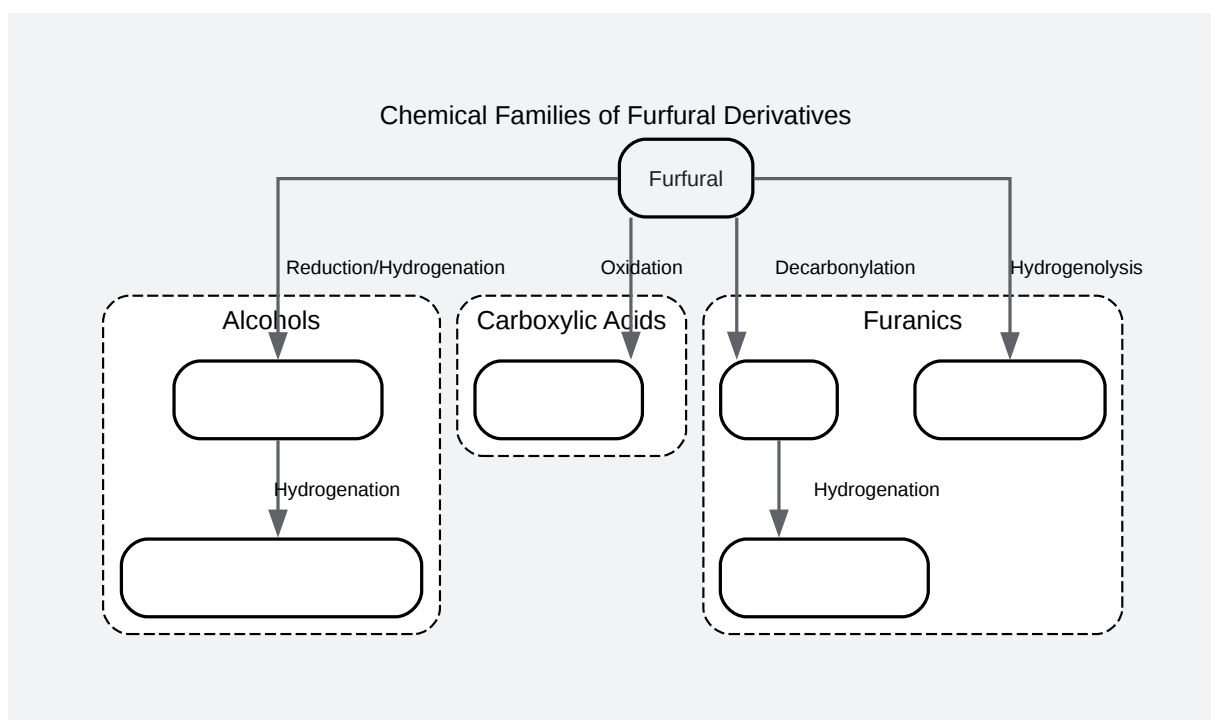 Chemical Families of Furfural Derivatives
Furfural
Reduction/Hydrogenation
Oxidation
Decarbonylation
Hydrogenolysis
Alcohols
Carboxylic Acids
Furanics
Hydrogenation
Hydrogenation